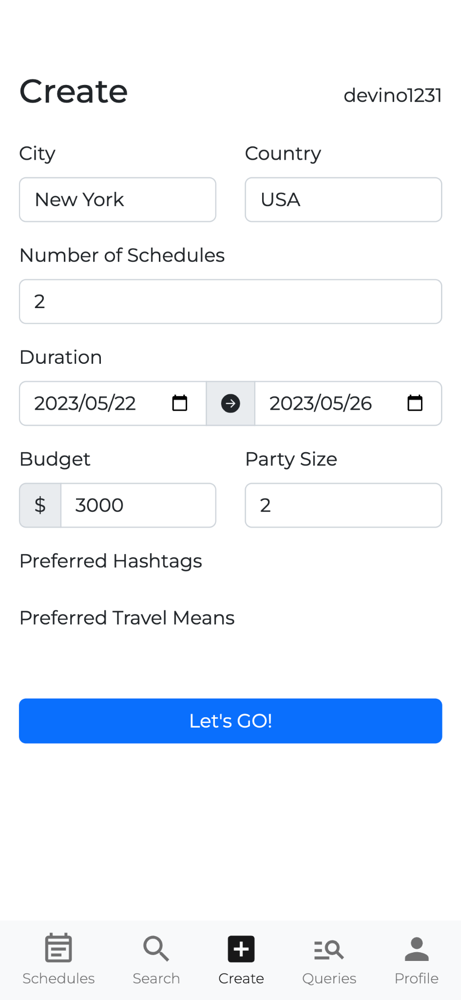 Create
devino1231
City Country
New York USA
Number of Schedules
2
Duration
2023/05/22 2023/05/26
Budget Party Size
$ 3000 2
Preferred Hashtags
Preferred Travel Means
Let's GO!
Schedules Search Create Queries Profile